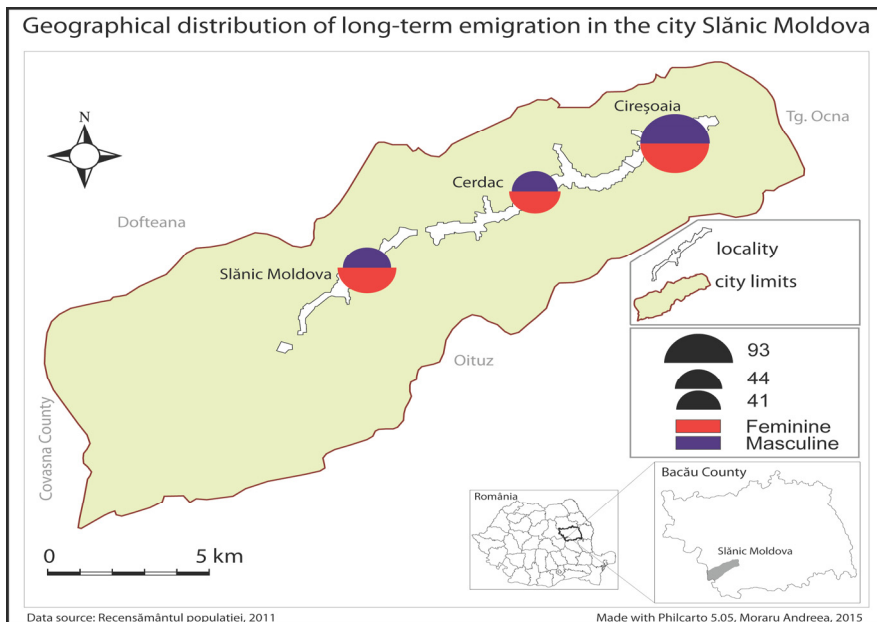 Geographical distribution of long-term emigration in the city Slănic Moldova
N
Cireşoaia
Tg. Ocna
Cerdac
Dofteana
Slănic Moldova
locality
city limits
Oituz
Covasna County
93
44
41
Feminine
Masculine
România
Bacău County
Slănic Moldova
0 5 km
Data source: Recensământul populaţiei, 2011
Made with Philcarto 5.05, Moraru Andreea, 2015